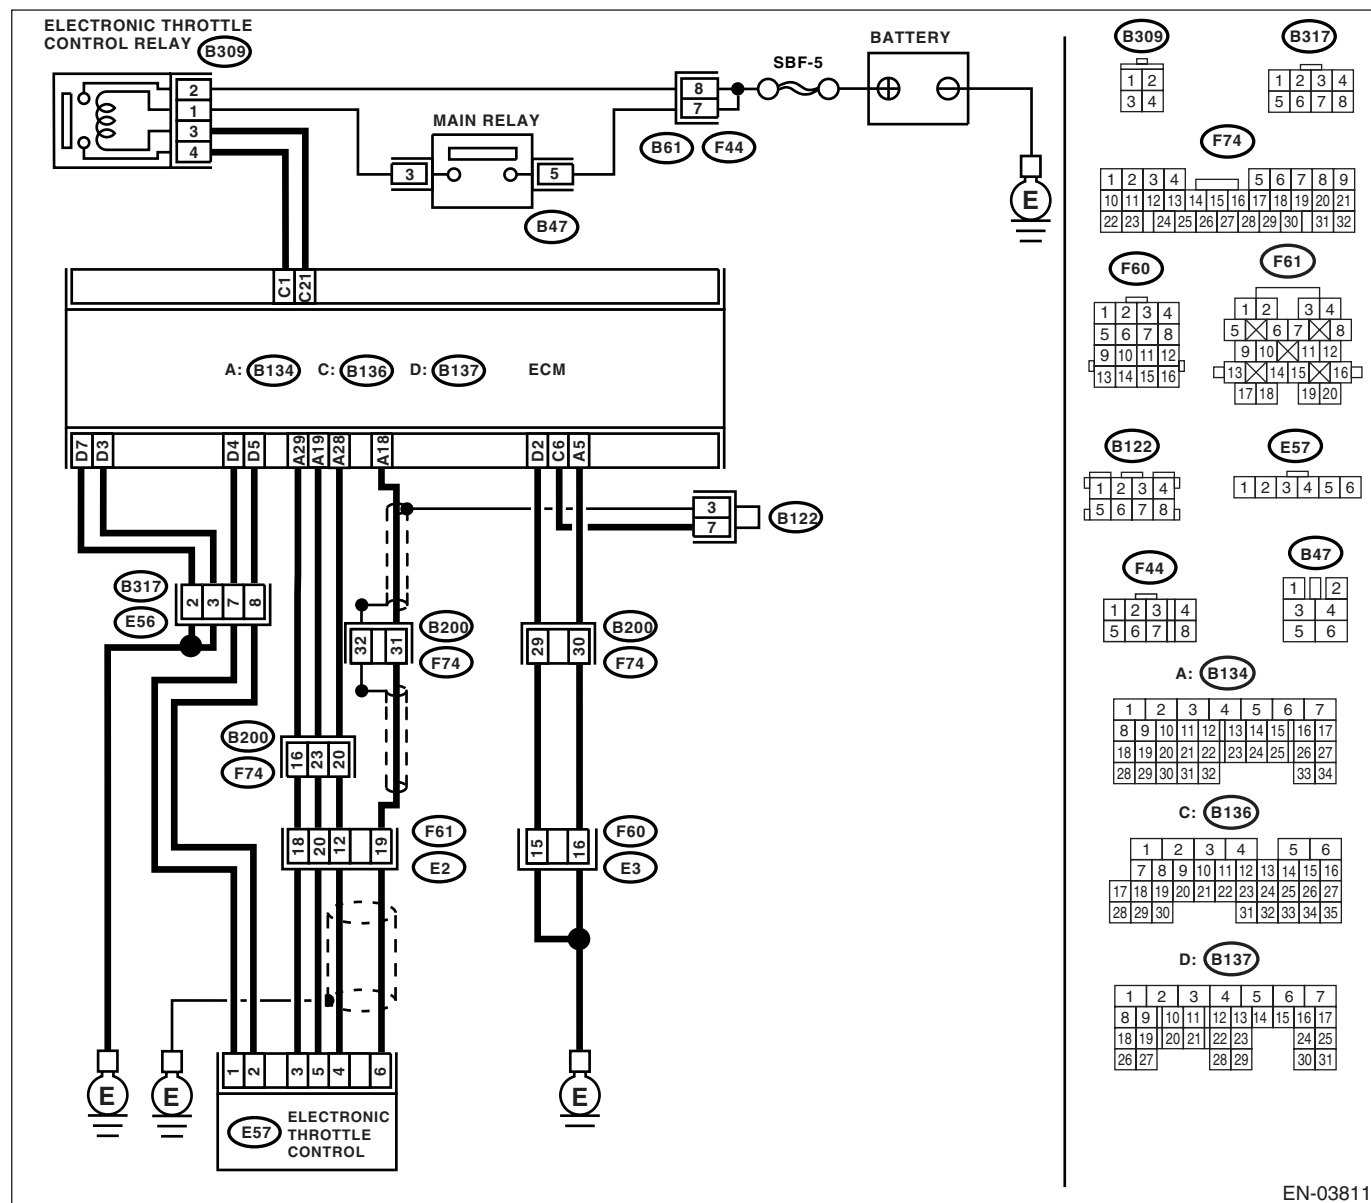 ELECTRONIC THROTTLE
CONTROL RELAY B309
2
1
3
4
MAIN RELAY
3
5
B47
8
7
B61 F44
SBF-5
BATTERY
E
C1 C21
A: B134 C: B136 D: B137 ECM
D7 D3 D4 D5 A29 A19 A28 A18 D2 C6 A5
3
7
B122
B317
E56
2 3 7 8
32 31
B200
F74
29 30
B200
F74
B200
F74
16 23 20
18 20 12 19
F61
E2
15 16
F60
E3
E E E
1 2 3 5 4 6
E57 ELECTRONIC
THROTTLE
CONTROL
B309
1 2
3 4
B317
1 2 3 4
5 6 7 8
F74
1 2 3 4 5 6 7 8 9
10 11 12 13 14 15 16 17 18 19 20 21
22 23 24 25 26 27 28 29 30 31 32
F60
1 2 3 4
5 6 7 8
9 10 11 12
13 14 15 16
F61
1 2 3 4
5 6 7 8
9 10 11 12
13 14 15 16
17 18 19 20
B122
1 2 3 4
5 6 7 8
E57
1 2 3 4 5 6
F44
1 2 3 4
5 6 7 8
B47
1 2
3 4
5 6
A: B134
1 2 3 4 5 6 7
8 9 10 11 12 13 14 15 16 17
18 19 20 21 22 23 24 25 26 27
28 29 30 31 32 33 34
C: B136
1 2 3 4 5 6
7 8 9 10 11 12 13 14 15 16
17 18 19 20 21 22 23 24 25 26 27
28 29 30 31 32 33 34 35
D: B137
1 2 3 4 5 6 7
8 9 10 11 12 13 14 15 16 17
18 19 20 21 22 23 24 25
26 27 28 29 30 31
EN-03811